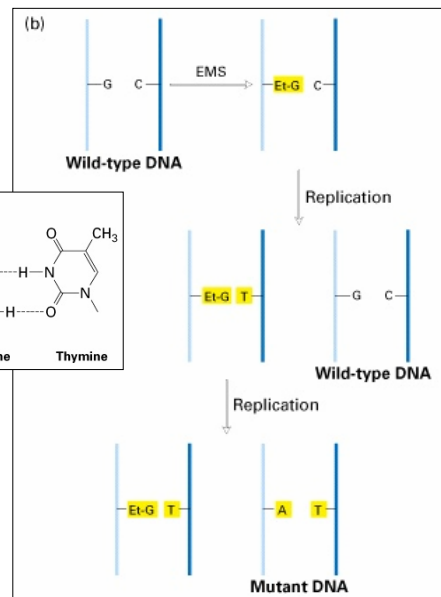 (b)
G C EMS Et-G C
Wild-type DNA
Replication
O CH3
H N
H O N
ne Thymine
Et-G T G C
Wild-type DNA
Replication
Et-G T A T
Mutant DNA